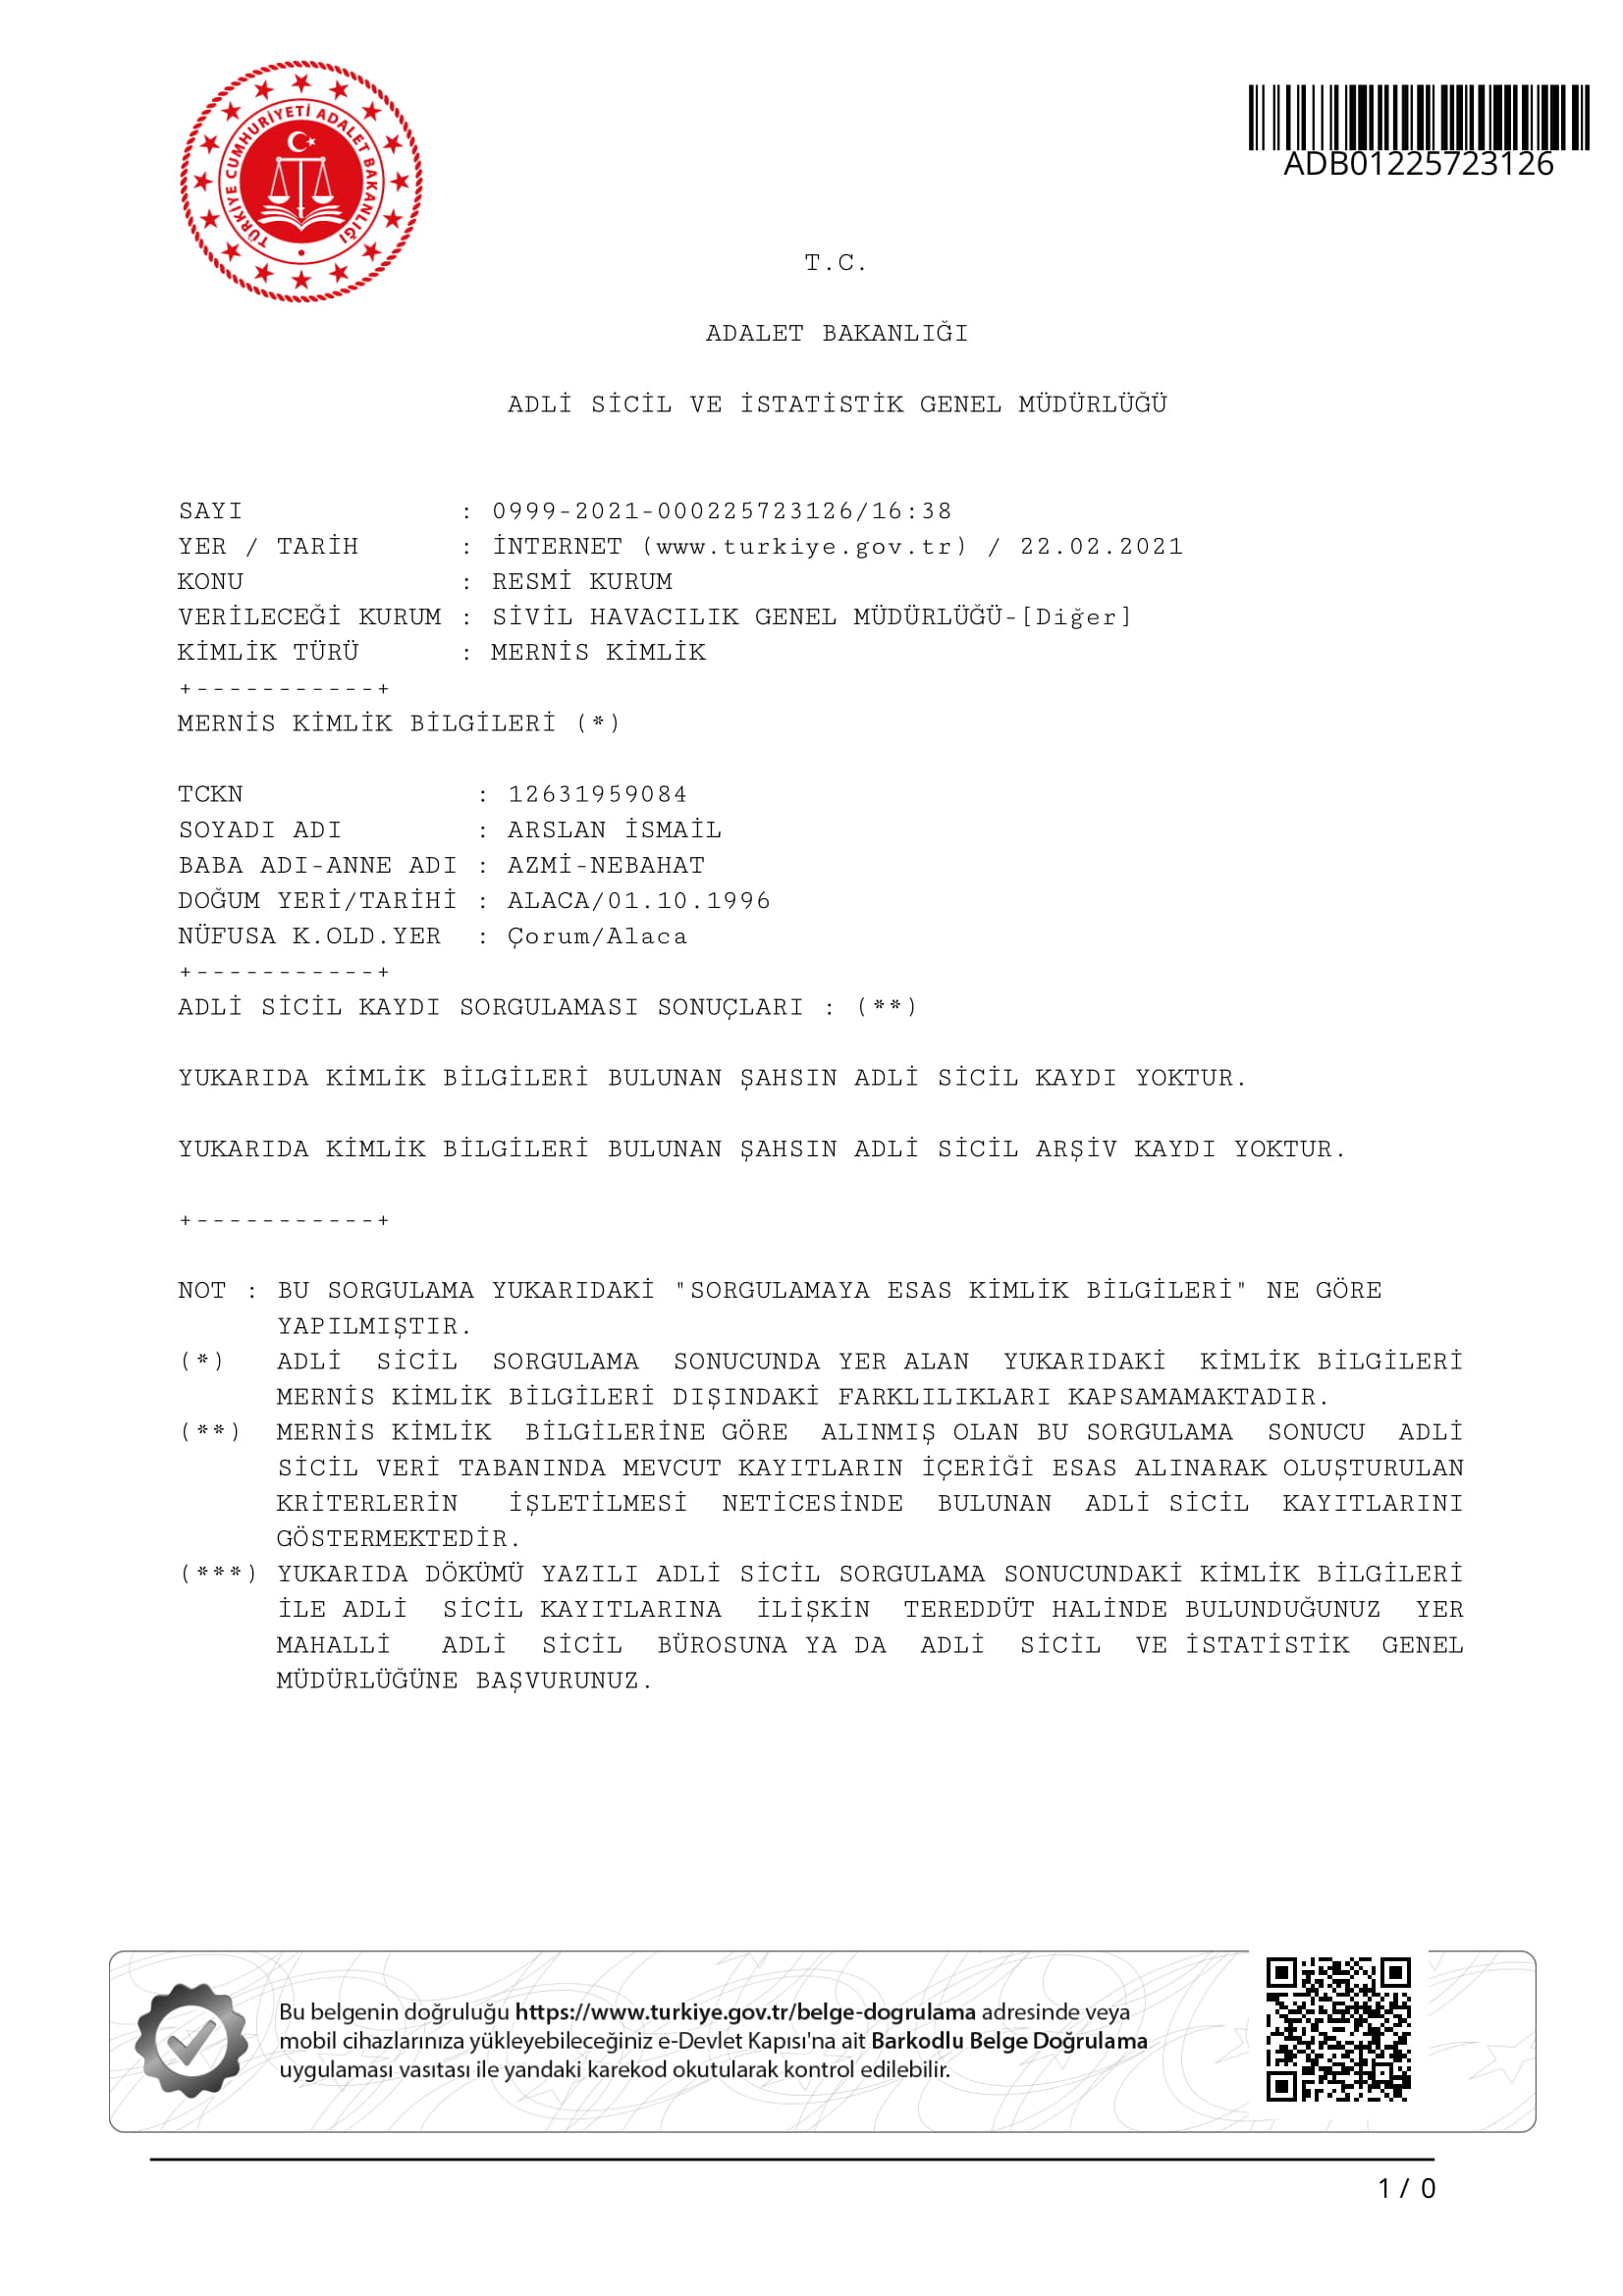 TÜRKİYE CUMHURİYETİ ADALET BAKANLIĞI
ADB01225723126
T.C.
ADALET BAKANLIĞI
ADLİ SİCİL VE İSTATİSTİK GENEL MÜDÜRLÜĞÜ
SAYI : 0999-2021-000225723126/16:38
YER / TARİH : İNTERNET (www.turkiye.gov.tr) / 22.02.2021
KONU : RESMİ KURUM
VERİLECEĞİ KURUM : SİVİL HAVACILIK GENEL MÜDÜRLÜĞÜ-[Diğer]
KİMLİK TÜRÜ : MERNİS KİMLİK
+-----------+
MERNİS KİMLİK BİLGİLERİ (*)
TCKN : 12631959084
SOYADI ADI : ARSLAN İSMAİL
BABA ADI-ANNE ADI : AZMİ-NEBAHAT
DOĞUM YERİ/TARİHİ : ALACA/01.10.1996
NÜFUSA K.OLD.YER : Çorum/Alaca
+-----------+
ADLİ SİCİL KAYDI SORGULAMASI SONUÇLARI : (**)
YUKARIDA KİMLİK BİLGİLERİ BULUNAN ŞAHSIN ADLİ SİCİL KAYDI YOKTUR.
YUKARIDA KİMLİK BİLGİLERİ BULUNAN ŞAHSIN ADLİ SİCİL ARŞİV KAYDI YOKTUR.
+-----------+
NOT : BU SORGULAMA YUKARIDAKİ "SORGULAMAYA ESAS KİMLİK BİLGİLERİ" NE GÖRE
YAPILMIŞTIR.
(*) ADLİ SİCİL SORGULAMA SONUCUNDA YER ALAN YUKARIDAKİ KİMLİK BİLGİLERİ
MERNİS KİMLİK BİLGİLERİ DIŞINDAKİ FARKLILIKLARI KAPSAMAMAKTADIR.
(**) MERNİS KİMLİK BİLGİLERİNE GÖRE ALINMIŞ OLAN BU SORGULAMA SONUCU ADLİ
SİCİL VERİ TABANINDA MEVCUT KAYITLARIN İÇERİĞİ ESAS ALINARAK OLUŞTURULAN
KRİTERLERİN İŞLETİLMESİ NETİCESİNDE BULUNAN ADLİ SİCİL KAYITLARINI
GÖSTERMEKTEDİR.
(***) YUKARIDA DÖKÜMÜ YAZILI ADLİ SİCİL SORGULAMA SONUCUNDAKİ KİMLİK BİLGİLERİ
İLE ADLİ SİCİL KAYITLARINA İLİŞKİN TEREDDÜT HALİNDE BULUNDUĞUNUZ YER
MAHALLİ ADLİ SİCİL BÜROSUNA YA DA ADLİ SİCİL VE İSTATİSTİK GENEL
MÜDÜRLÜĞÜNE BAŞVURUNUZ.
Bu belgenin doğruluğu https://www.turkiye.gov.tr/belge-dogrulama adresinde veya
mobil cihazlarınıza yükleyebileceğiniz e-Devlet Kapısı'na ait Barkodlu Belge Doğrulama
uygulaması vasıtası ile yandaki karekod okutularak kontrol edilebilir.
1 / 0